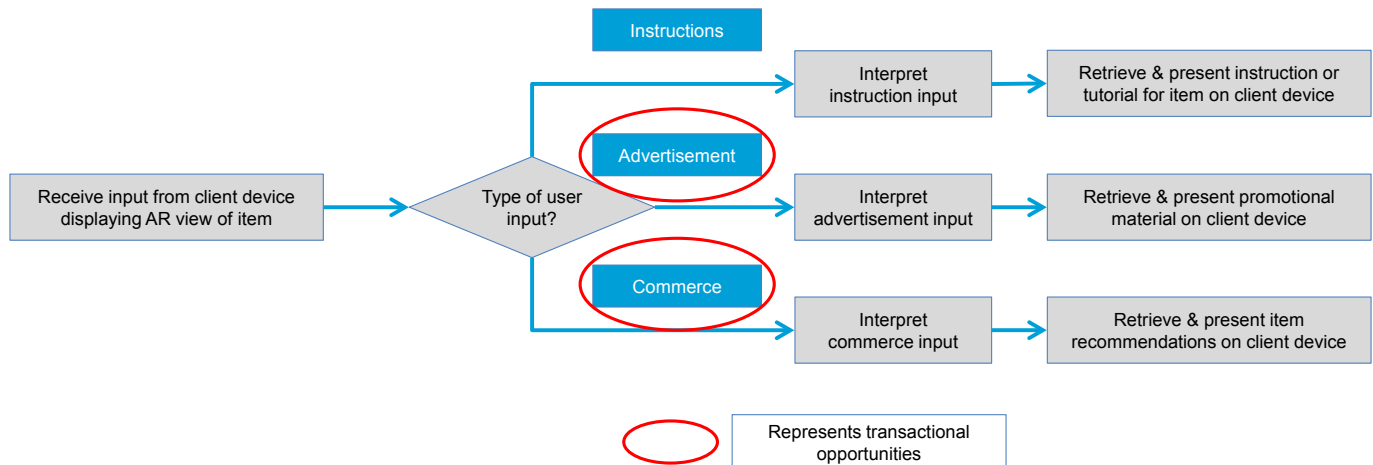 Instructions
Interpret
instruction input
Retrieve & present instruction or
tutorial for item on client device
Advertisement
Receive input from client device
displaying AR view of item
Type of user
input?
Interpret
advertisement input
Retrieve & present promotional
material on client device
Commerce
Interpret
commerce input
Retrieve & present item
recommendations on client device
Represents transactional
opportunities